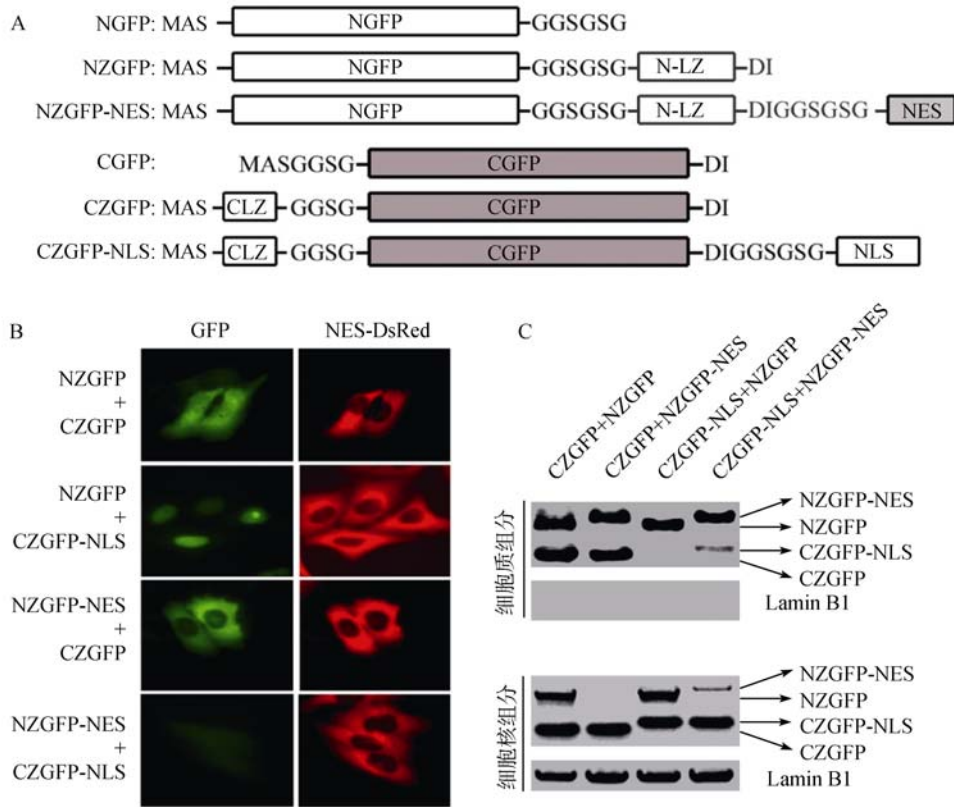 A
NGFP: MAS NGFP GGSGSG
NZGFP: MAS NGFP GGSGSG N-LZ DI
NZGFP-NES: MAS NGFP GGSGSG N-LZ DIGGSGSG NES
CGFP: MASGGSG CGFP DI
CZGFP: MAS CLZ GGSG CGFP DI
CZGFP-NLS: MAS CLZ GGSG CGFP DIGGSGSG NLS
B
GFP NES-DsRed
NZGFP
+
CZGFP
NZGFP
+
CZGFP-NLS
NZGFP-NES
+
CZGFP
NZGFP-NES
+
CZGFP-NLS
C
CZGFP+NZGFP
CZGFP+NZGFP-NES
CZGFP-NLS+NZGFP
CZGFP-NLS+NZGFP-NES
细胞质组分
NZGFP-NES
NZGFP
CZGFP-NLS
CZGFP
Lamin B1
细胞核组分
NZGFP-NES
NZGFP
CZGFP-NLS
CZGFP
Lamin B1